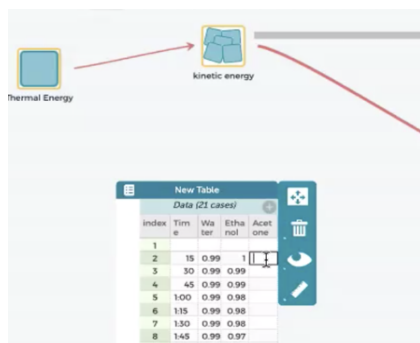 kinetic energy
Thermal Energy
New Table
Data (21 cases)
index Tim e Wa ter Etha nol Acet one
1
2 15 0.99 1
3 30 0.99 0.99
4 45 0.99 0.99
5 1:00 0.99 0.98
6 1:15 0.99 0.98
7 1:30 0.99 0.98
8 1:45 0.99 0.97